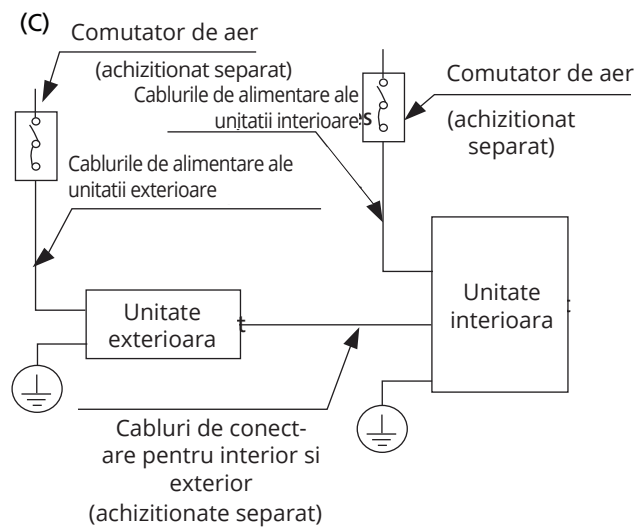 (C)
Comutator de aer
(achizitionat separat)
Cablurile de alimentare ale
unitatii interioare
Comutator de aer
(achizitionat
separat)
Cablurile de alimentare ale
unitatii exterioare
Unitate
exterioara
Unitate
interioara
Cabluri de conect-
are pentru interior si
exterior
(achizitionate separat)